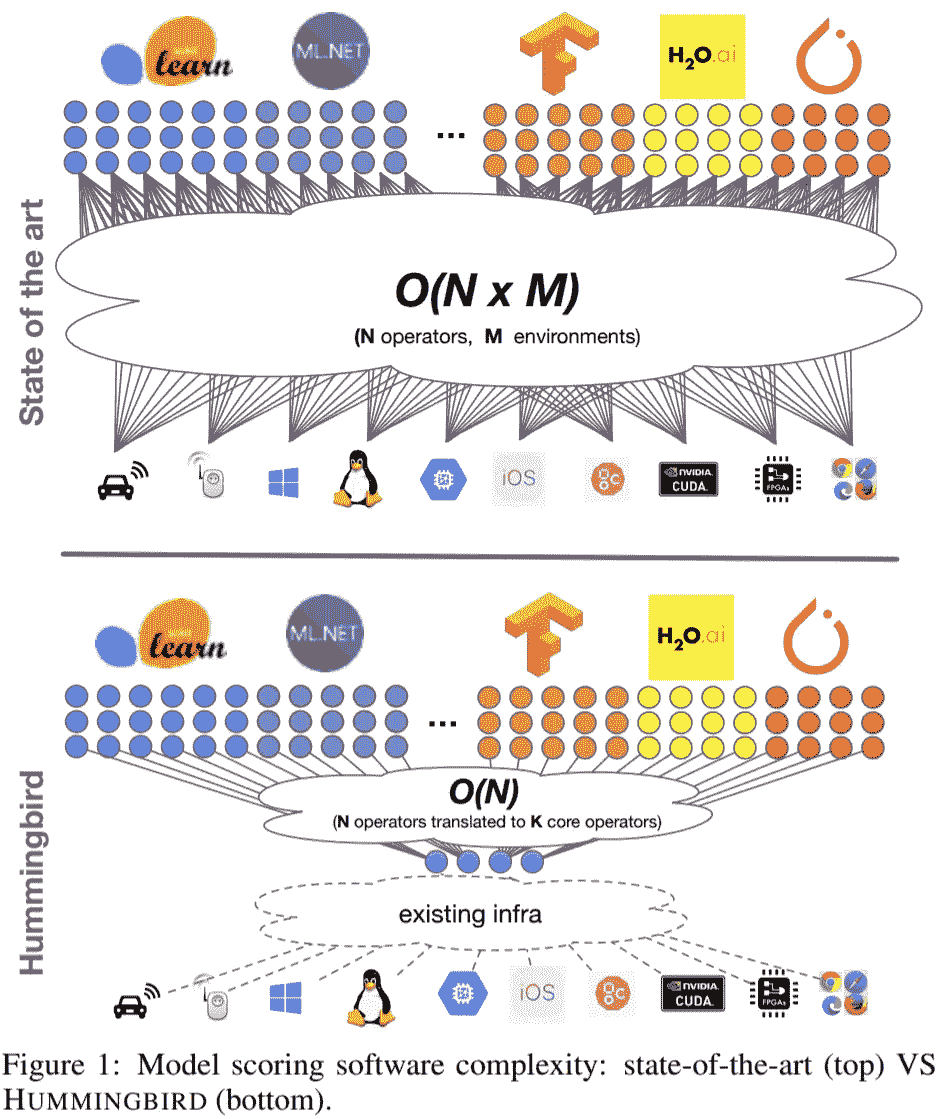 State of the art
learn
ML.NET
H2O.ai
...
O(N x M)
(N operators, M environments)
iOS
NVIDIA
CUDA
FPGAs
Hummingbird
learn
ML.NET
H2O.ai
...
O(N)
(N operators translated to K core operators)
existing infra
iOS
NVIDIA
CUDA
FPGAs
Figure 1: Model scoring software complexity: state-of-the-art (top) VS
HUMMINGBIRD (bottom).